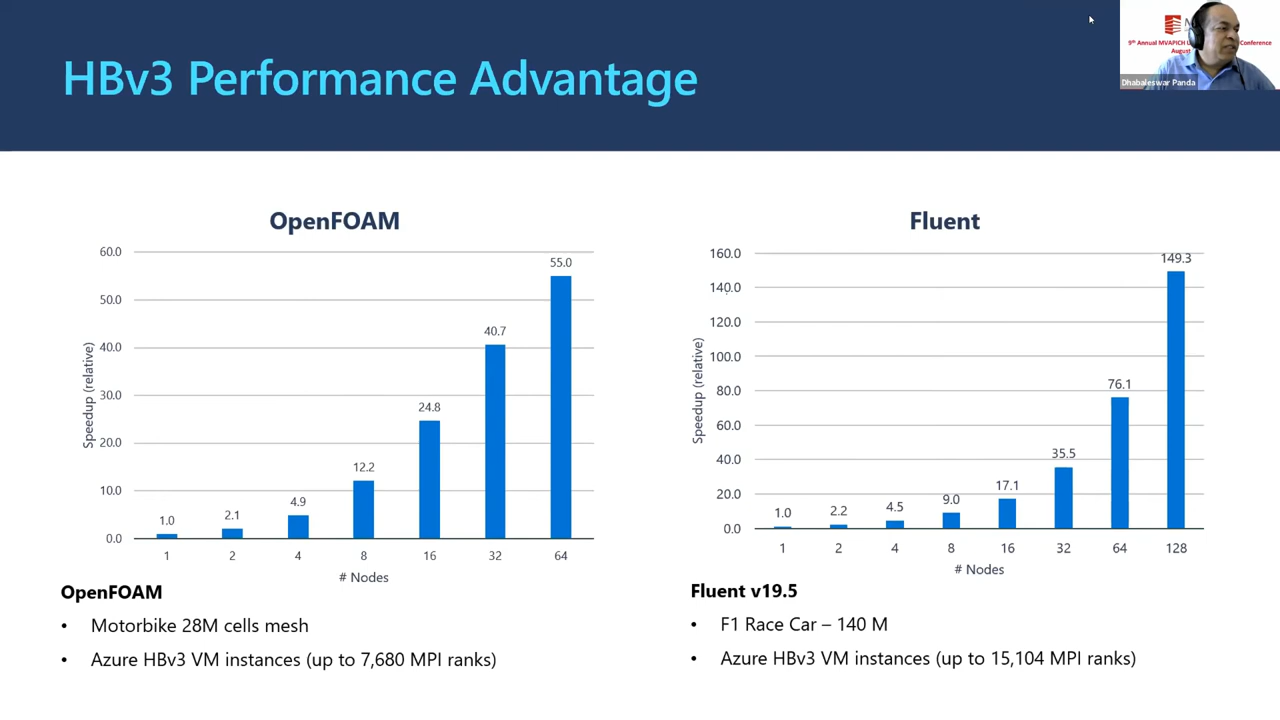 HBv3 Performance Advantage
9th Annual MVAPICH U Conference
August
Dhabaleswar Panda
OpenFOAM
Speedup (relative)
60.0
50.0
40.0
30.0
20.0
10.0
0.0
1.0
2.1
4.9
12.2
24.8
40.7
55.0
1 2 4 8 16 32 64
# Nodes
OpenFOAM
• Motorbike 28M cells mesh
• Azure HBv3 VM instances (up to 7,680 MPI ranks)
Fluent
Speedup (relative)
160.0
140.0
120.0
100.0
80.0
60.0
40.0
20.0
0.0
1.0
2.2
4.5
9.0
17.1
35.5
76.1
149.3
1 2 4 8 16 32 64 128
# Nodes
Fluent v19.5
• F1 Race Car – 140 M
• Azure HBv3 VM instances (up to 15,104 MPI ranks)